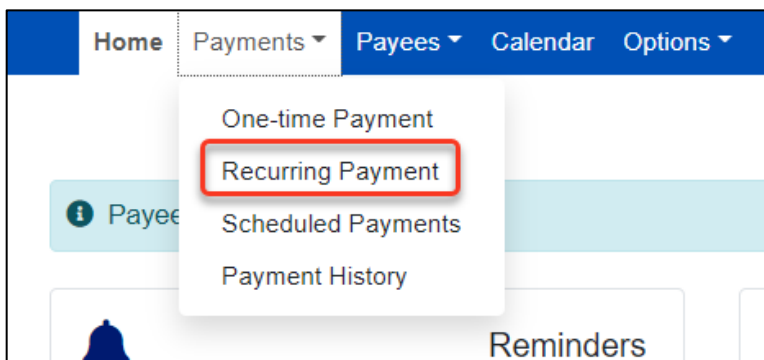 Home Payments Payees Calendar Options
One-time Payment
Recurring Payment
Payee
Scheduled Payments
Payment History
Reminders